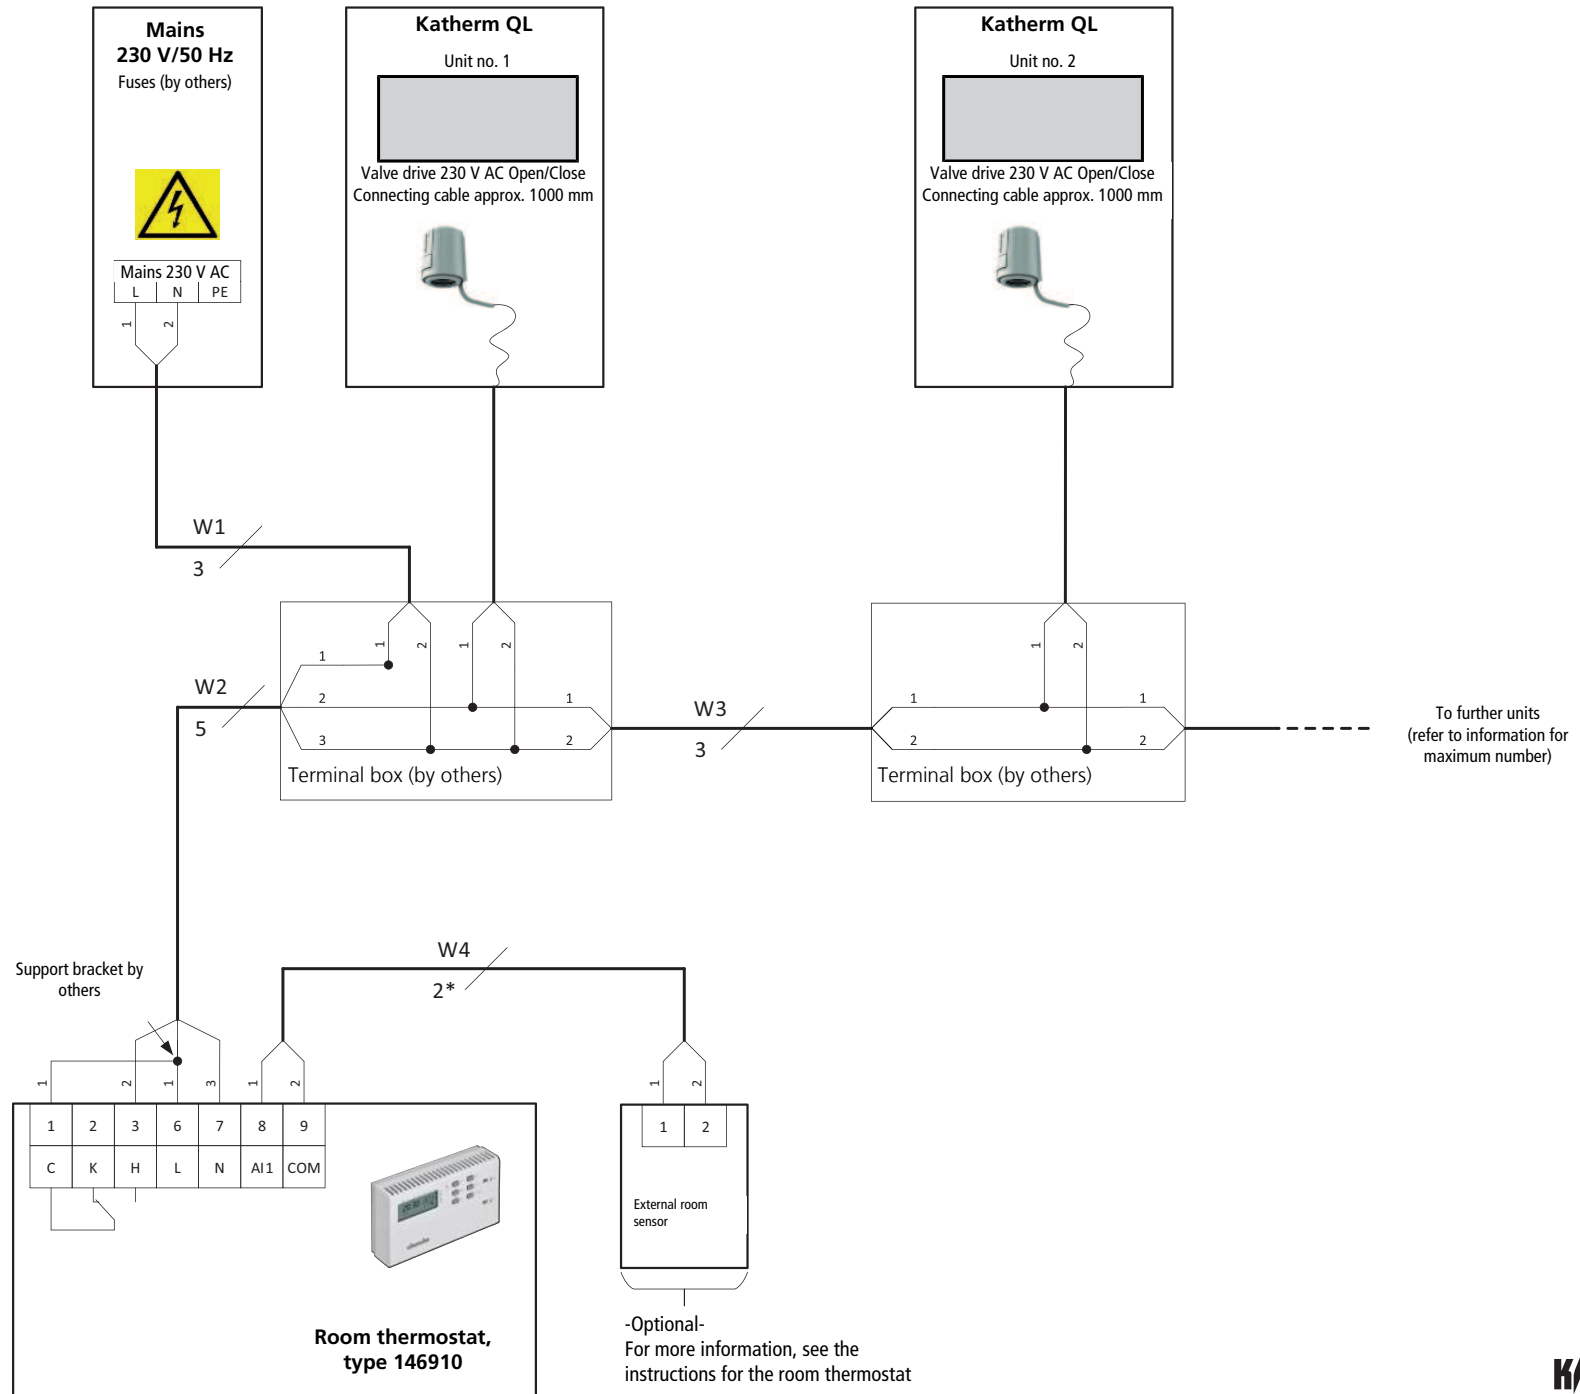 Mains
230 V/50 Hz
Fuses (by others)
Mains 230 V AC
L N PE
1 2
Katherm QL
Unit no. 1
Valve drive 230 V AC Open/Close
Connecting cable approx. 1000 mm
Katherm QL
Unit no. 2
Valve drive 230 V AC Open/Close
Connecting cable approx. 1000 mm
W1
3
1 2 1 2
1
2 1
3 2
Terminal box (by others)
W2
5
W3
3
1 2
1 1
2 2
Terminal box (by others)
To further units
(refer to information for
maximum number)
Support bracket by
others
W4
2*
1 2 1 3 1 2
1 2 3 6 7 8 9
C K H L N AI1 COM
Room thermostat,
type 146910
1 2
1 2
External room
sensor
-Optional-
For more information, see the
instructions for the room thermostat